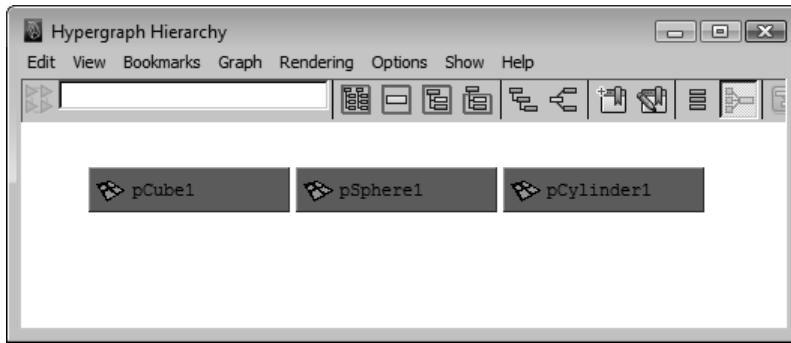 Hypergraph Hierarchy
Edit View Bookmarks Graph Rendering Options Show Help
pCube1 pSphere1 pCylinder1